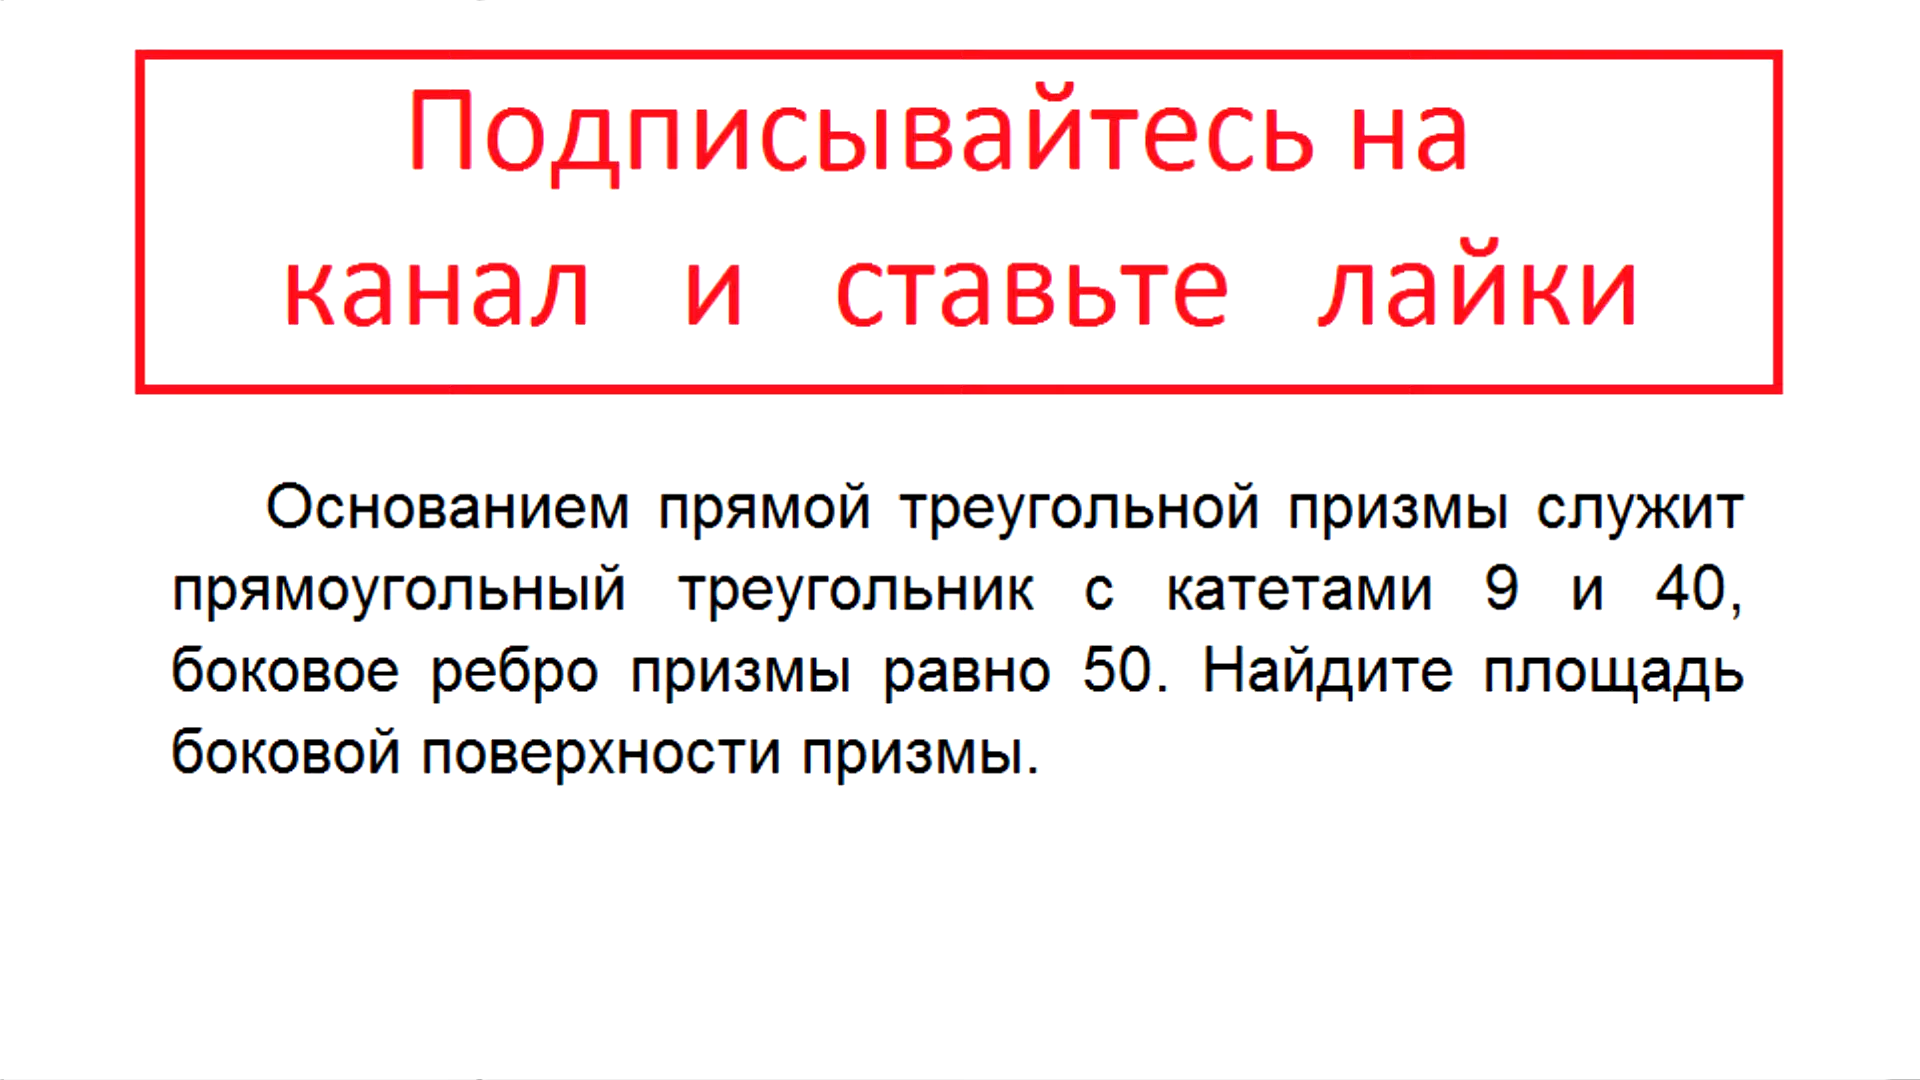 Подписывайтесь на
канал и ставьте лайки
Основанием прямой треугольной призмы служит
прямоугольный треугольник с катетами 9 и 40,
боковое ребро призмы равно 50. Найдите площадь
боковой поверхности призмы.